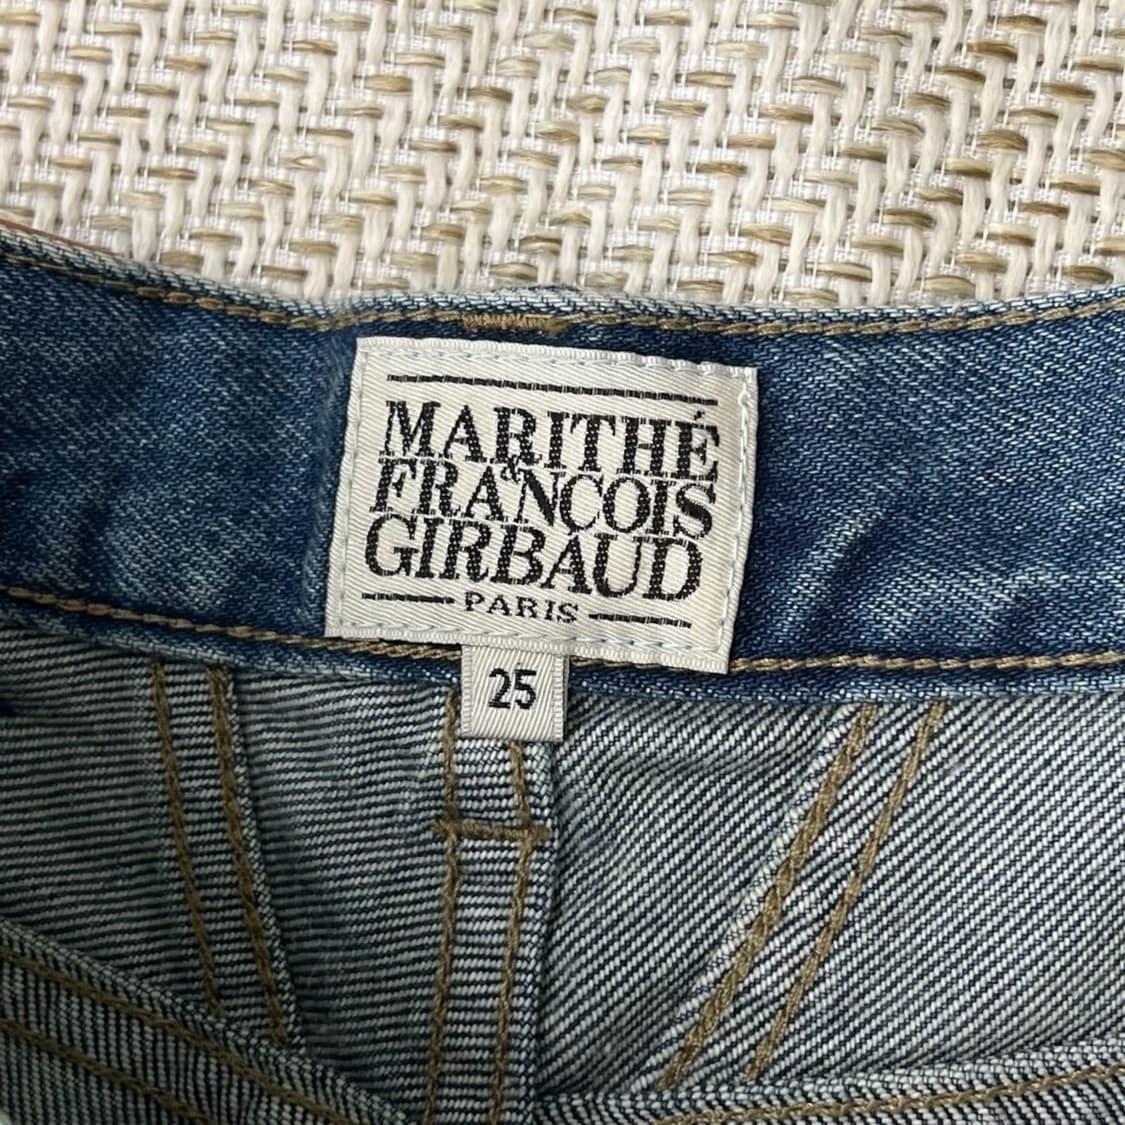 MARITHÉ
&
FRANCOIS
GIRBAUD
PARIS
25